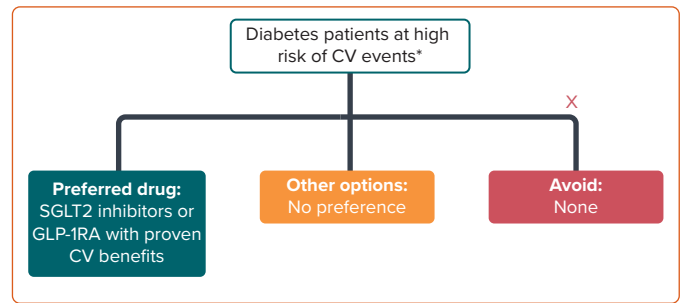 Diabetes patients at high
risk of CV events*
X
Preferred drug:
SGLT2 inhibitors or
GLP-1RA with proven
CV benefits
Other options:
No preference
Avoid:
None